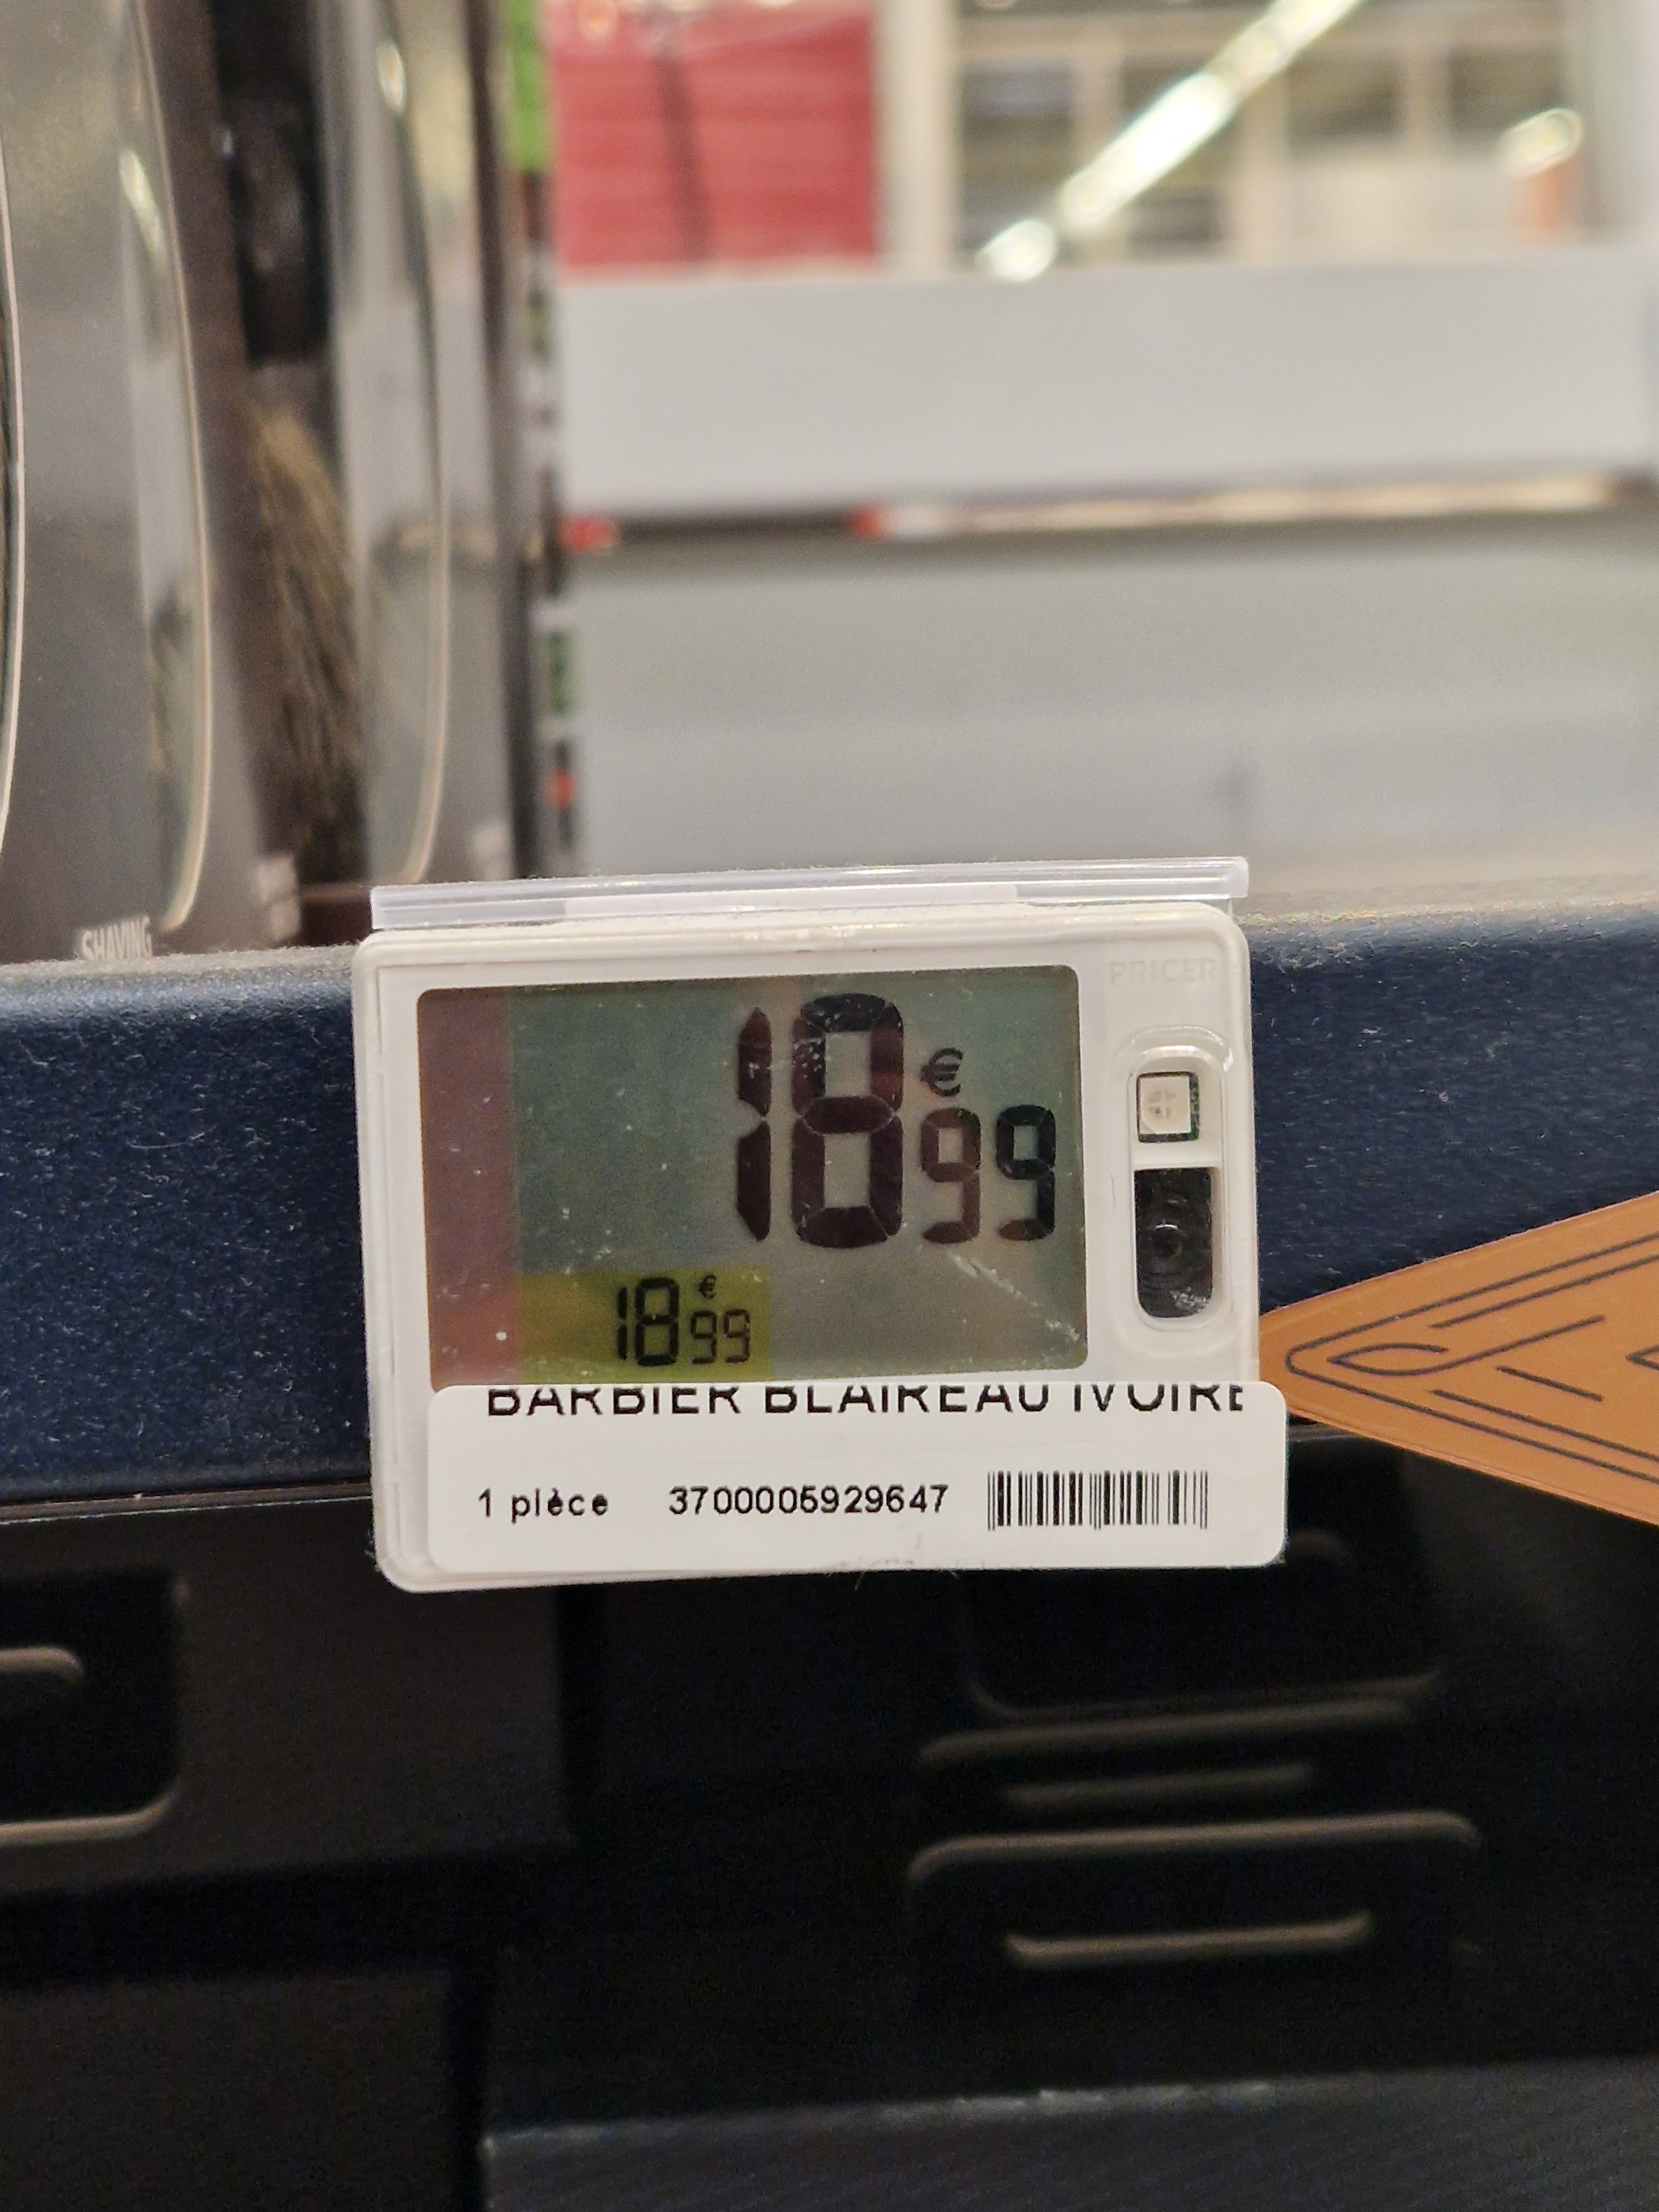 SHAVING
PRICER
18€99
18€99
BARBIER BLAIREAU IVOIRE
1 pièce 3700005929647